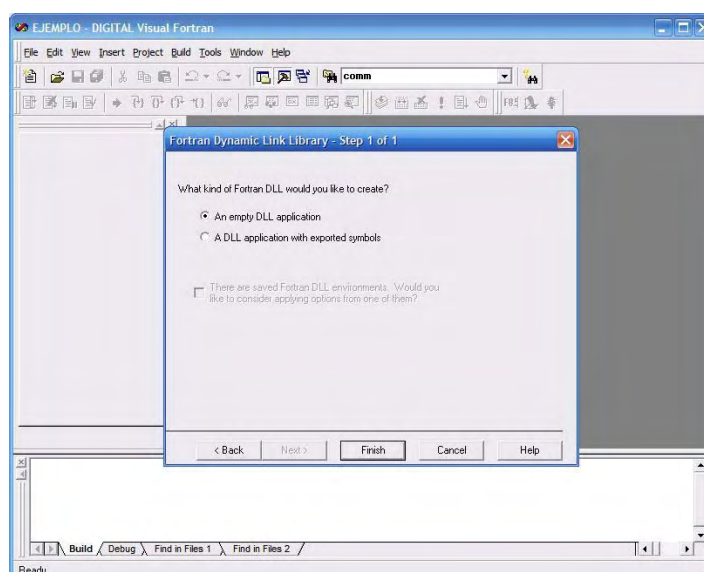 EJEMPLO - DIGITAL Visual Fortran
File Edit View Insert Project Build Tools Window Help
comm
Fortran Dynamic Link Library - Step 1 of 1
What kind of Fortran DLL would you like to create?
An empty DLL application
A DLL application with exported symbols
There are saved Fortran DLL environments. Would you
like to consider applying options from one of them?
< Back Next > Finish Cancel Help
Build Debug Find in Files 1 Find in Files 2
Ready